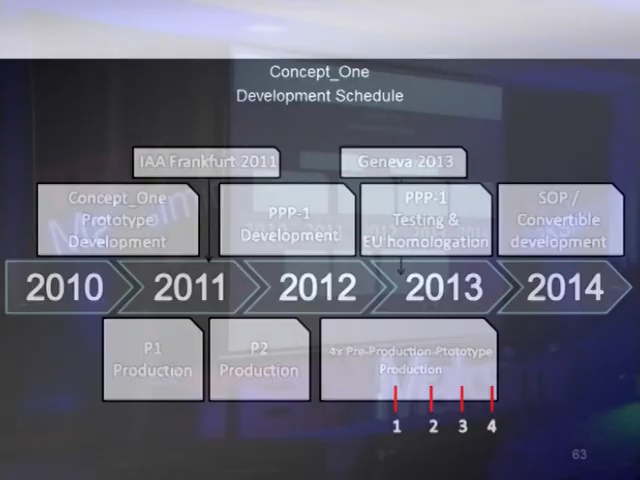 Concept_One
Development Schedule
IAA Frankfurt 2011
Geneva 2013
Concept_One
Prototype
Development
PPP-1
Development
PPP-1
Testing &
EU homologation
SOP /
Convertible
development
2010
2011
2012
2013
2014
P1
Production
P2
Production
4x Pre-Production-Ptototype
Production
1
2
3
4
63